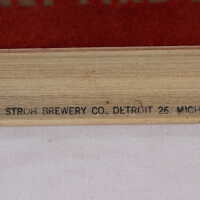 STROH BREWERY CO., DETROIT 26, MICH